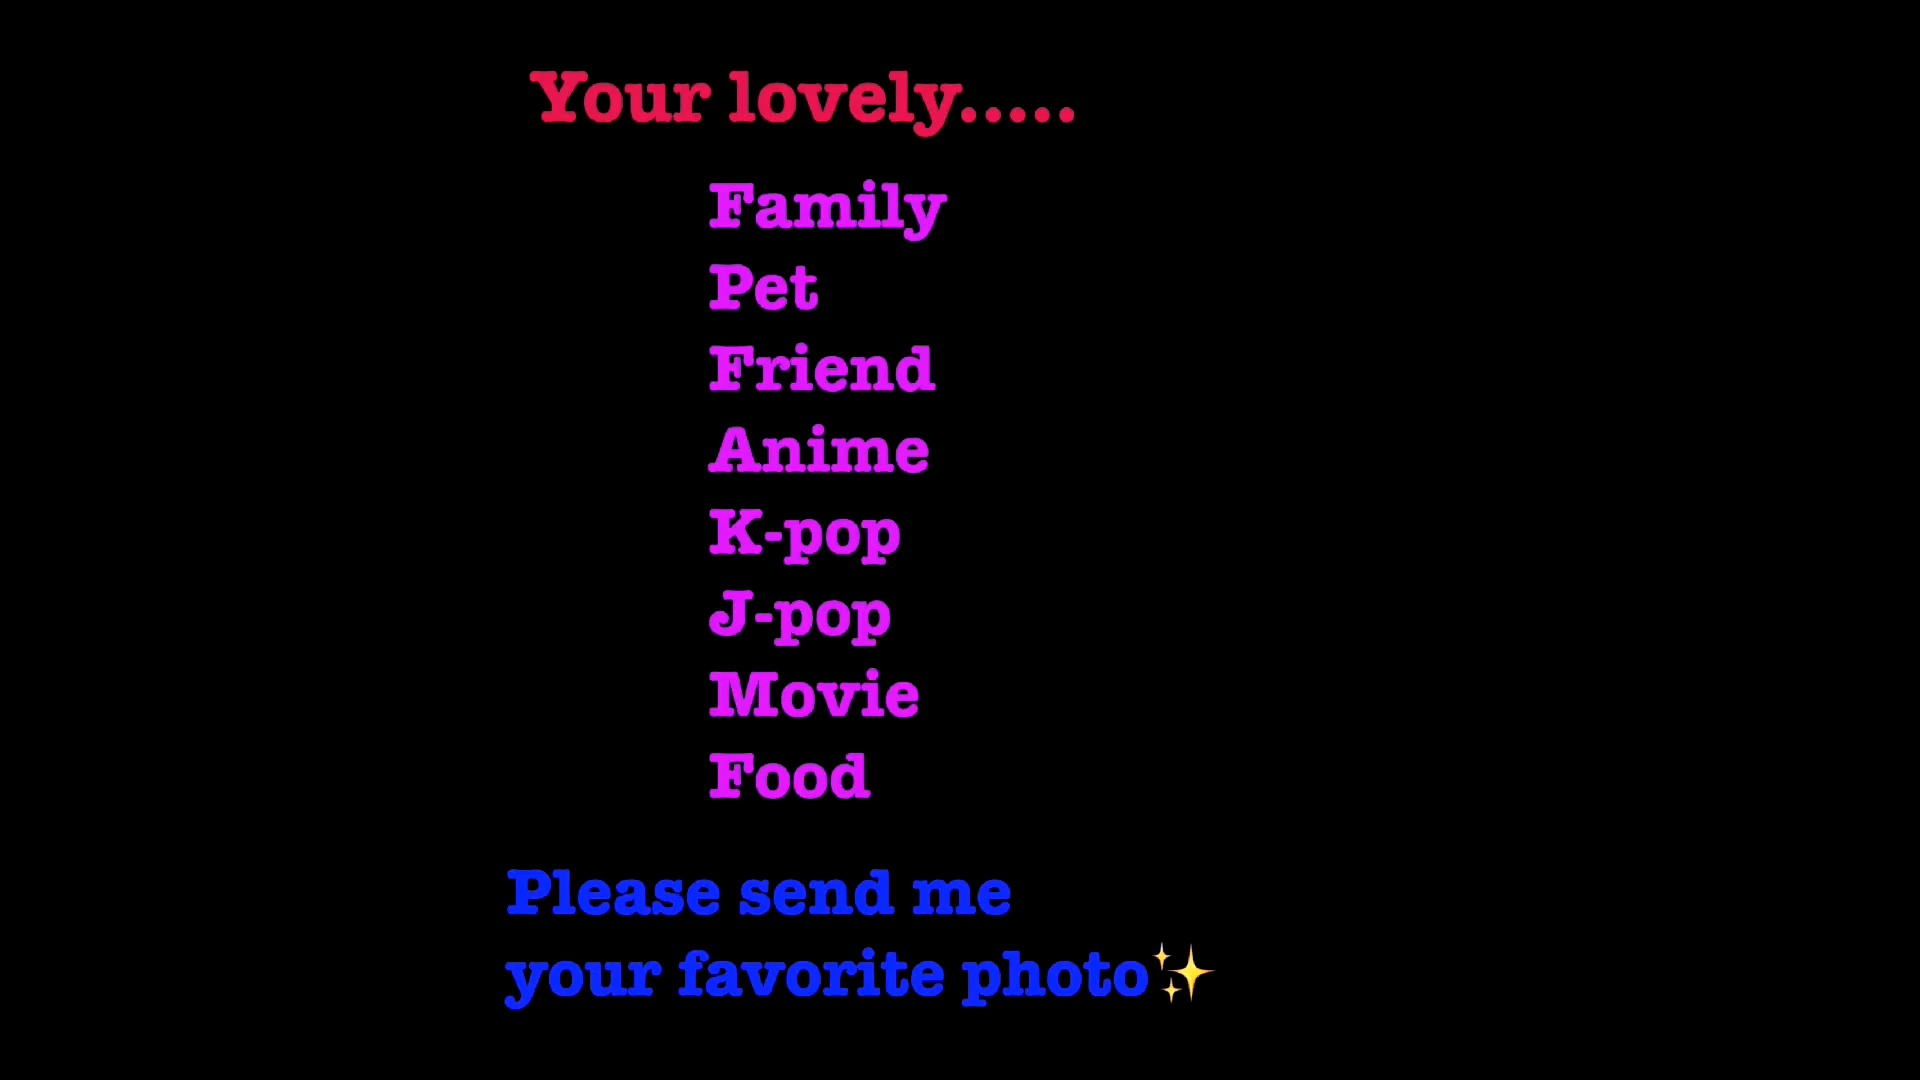 Your lovely.....
Family
Pet
Friend
Anime
K-pop
J-pop
Movie
Food
Please send me
your favorite photo✨